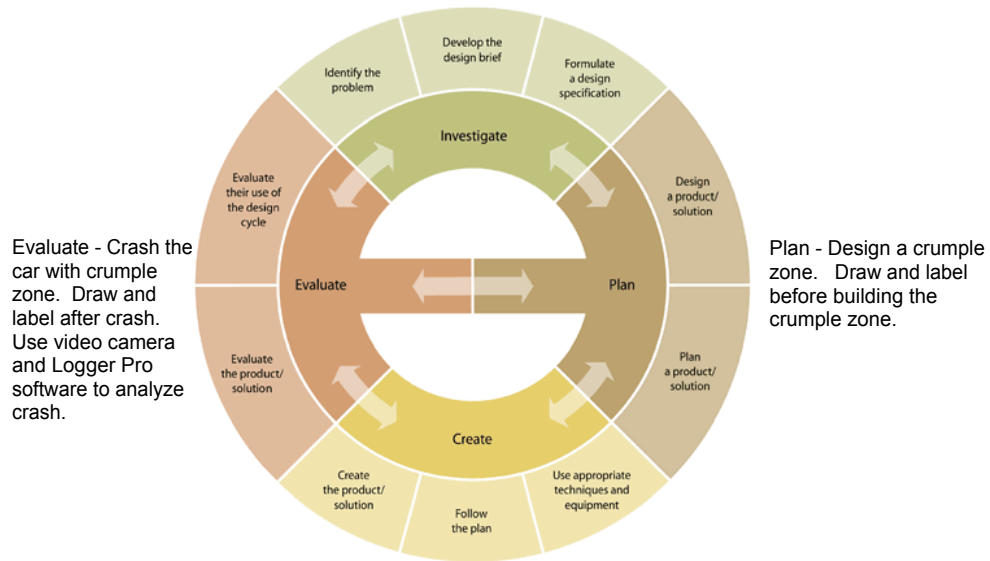 Develop the
design brief
Identify the
problem
Formulate
a design
specification
Investigate
Evaluate
their use of
the design
cycle
Design
a product/
solution
Evaluate - Crash the
car with crumple
zone.  Draw and
label after crash.
Use video camera
and Logger Pro
software to analyze
crash.
Evaluate
Plan
Plan - Design a crumple
zone.   Draw and label
before building the
crumple zone.
Evaluate
the product/
solution
Plan
a product/
solution
Create
Create
the product/
solution
Follow
the plan
Use appropriate
techniques and
equipment